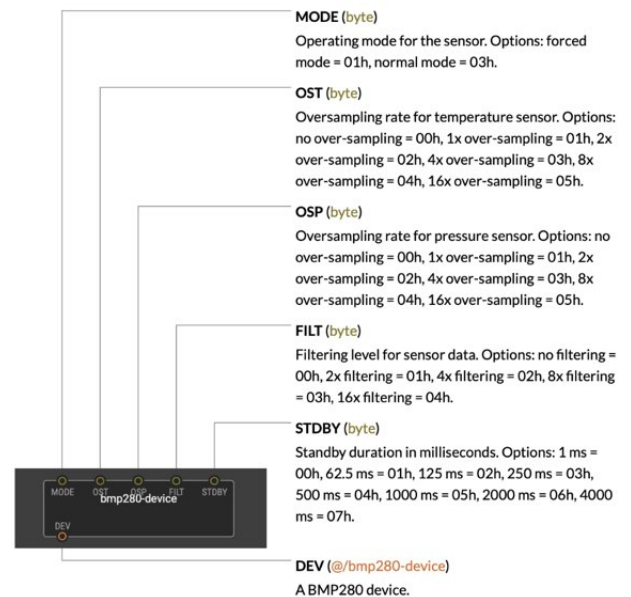 MODE (byte)
Operating mode for the sensor. Options: forced
mode = 01h, normal mode = 03h.
OST (byte)
Oversampling rate for temperature sensor. Options:
no over-sampling = 00h, 1x over-sampling = 01h, 2x
over-sampling = 02h, 4x over-sampling = 03h, 8x
over-sampling = 04h, 16x over-sampling = 05h.
OSP (byte)
Oversampling rate for pressure sensor. Options: no
over-sampling = 00h, 1x over-sampling = 01h, 2x
over-sampling = 02h, 4x over-sampling = 03h, 8x
over-sampling = 04h, 16x over-sampling = 05h.
FILT (byte)
Filtering level for sensor data. Options: no filtering =
00h, 2x filtering = 01h, 4x filtering = 02h, 8x filtering
= 03h, 16x filtering = 04h.
STDBY (byte)
Standby duration in milliseconds. Options: 1 ms =
00h, 62.5 ms = 01h, 125 ms = 02h, 250 ms = 03h,
500 ms = 04h, 1000 ms = 05h, 2000 ms = 06h, 4000
ms = 07h.
MODE OST OSP FILT STDBY
bmp280-device
DEV
DEV (@/bmp280-device)
A BMP280 device.